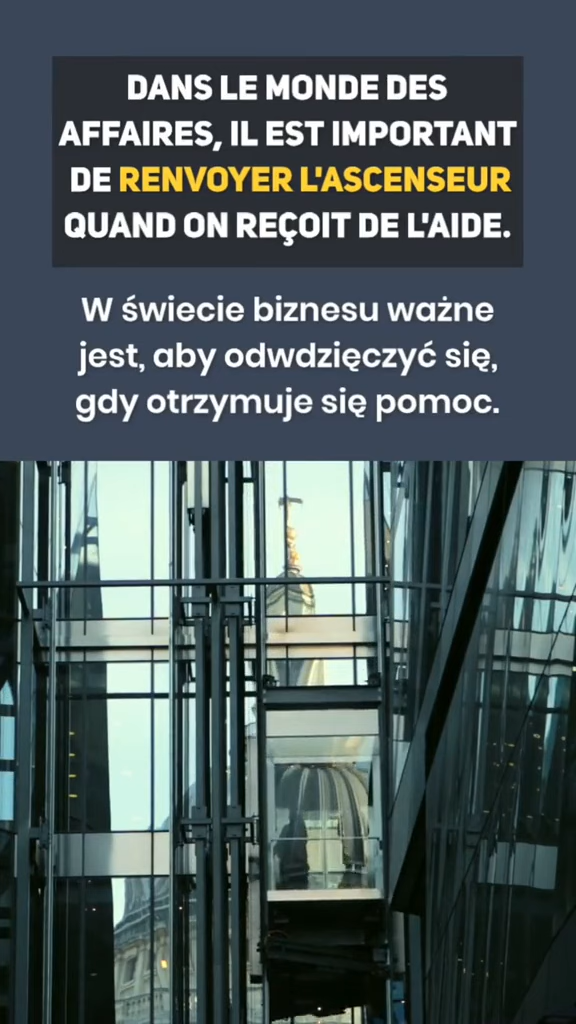 DANS LE MONDE DES
AFFAIRES, IL EST IMPORTANT
DE RENVOYER L'ASCENSEUR
QUAND ON REÇOIT DE L'AIDE.
W świecie biznesu ważne
jest, aby odwdzięczyć się,
gdy otrzymuje się pomoc.